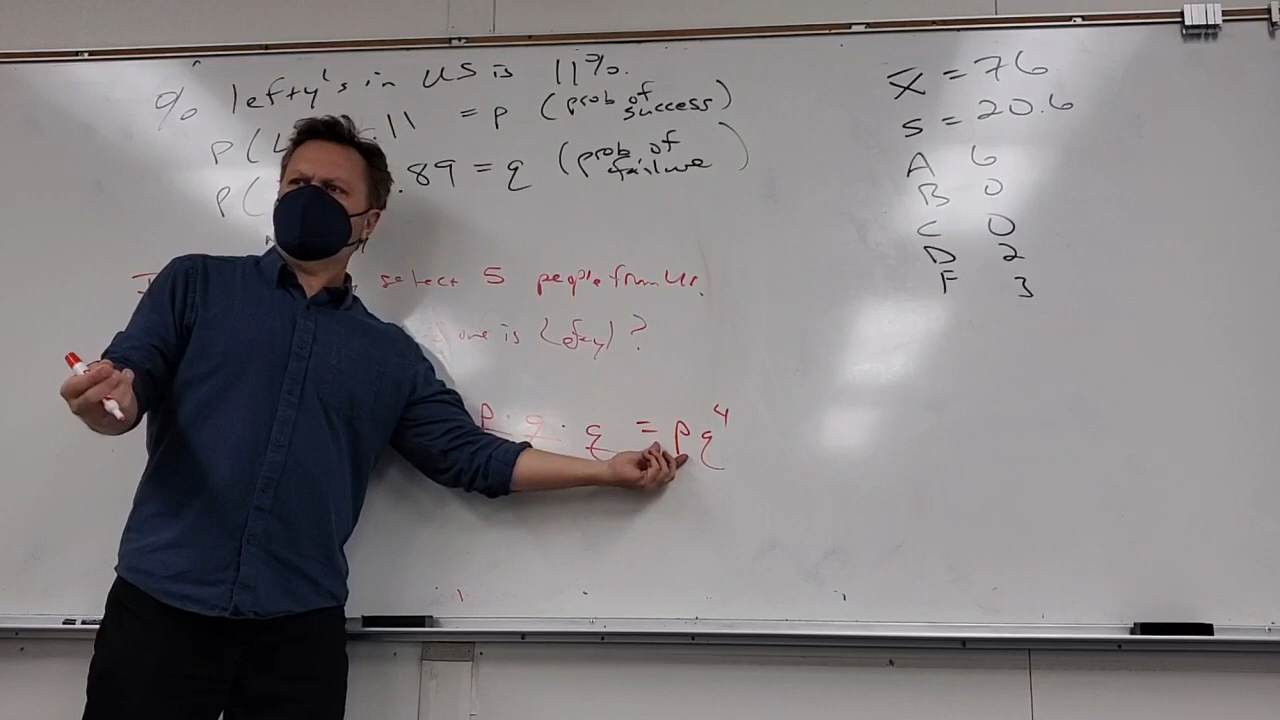 % lefty's in US is 11%.
P(L .11 = p (prob of success)
P( .89 = q (prob of failure)
select 5 people from US.
one is lefty)?
p · q · q = pq⁴
x̄ = 76
s = 20.6
A 6
B 0
C 0
D 2
F 3